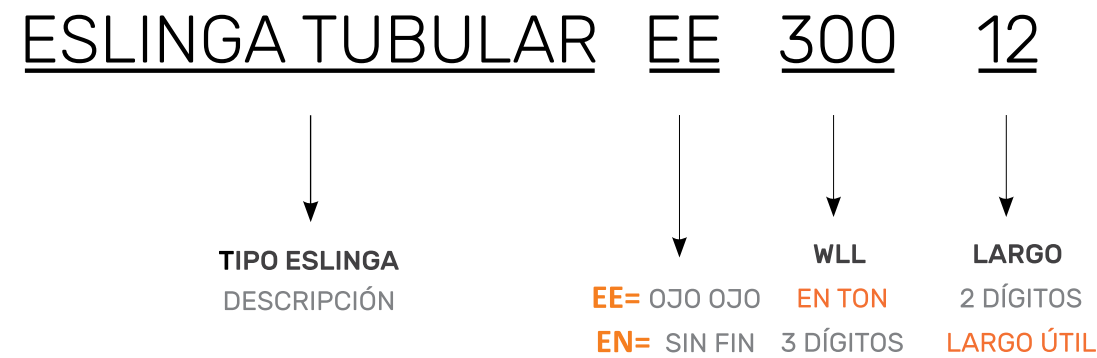 ESLINGA TUBULAR EE 300 12
TIPO ESLINGA
DESCRIPCIÓN
EE= OJO OJO
EN= SIN FIN
WLL
EN TON
3 DÍGITOS
LARGO
2 DÍGITOS
LARGO ÚTIL